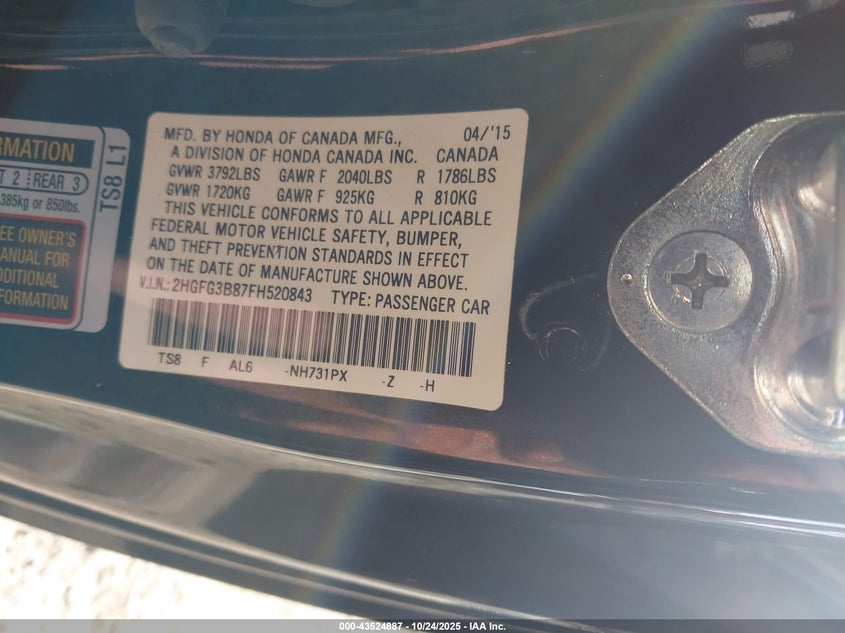 RMATION
T 2 REAR 3
385kg or 850lbs.
EE OWNER'S
MANUAL FOR
DDITIONAL
FORMATION
TS8 L1
MFD. BY HONDA OF CANADA MFG., 04/'15
A DIVISION OF HONDA CANADA INC. CANADA
GVWR 3792LBS GAWR F 2040LBS R 1786LBS
GVWR 1720KG GAWR F 925KG R 810KG
THIS VEHICLE CONFORMS TO ALL APPLICABLE
FEDERAL MOTOR VEHICLE SAFETY, BUMPER,
AND THEFT PREVENTION STANDARDS IN EFFECT
ON THE DATE OF MANUFACTURE SHOWN ABOVE.
V.I.N.: 2HGFG3B87FH520843 TYPE: PASSENGER CAR
TS8 F AL6 -NH731PX -Z -H
000-43524887 - 10/24/2025 - IAA Inc.